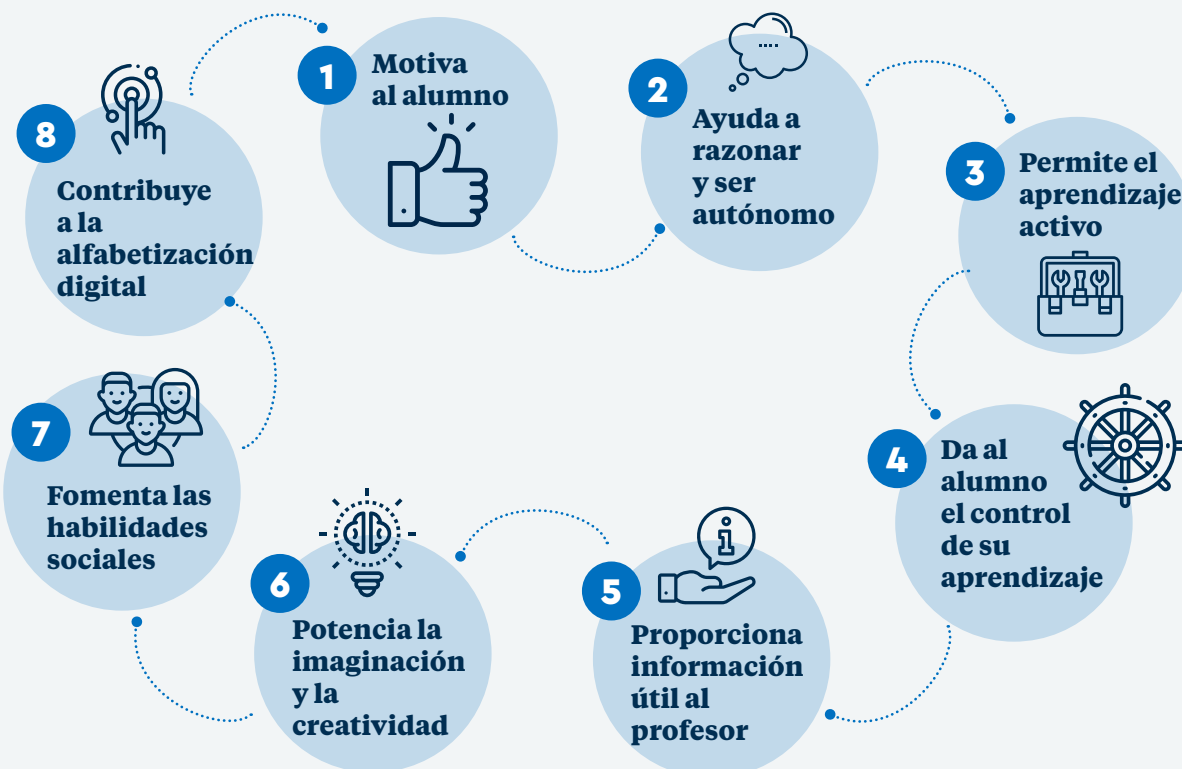 1
Motiva
al alumno
2
Ayuda a
razonar
y ser
autónomo
3
Permite el
aprendizaje
activo
4
Da al
alumno
el control
de su
aprendizaje
5
Proporciona
información
útil al
profesor
6
Potencia la
imaginación
y la
creatividad
7
Fomenta las
habilidades
sociales
8
Contribuye
a la
alfabetización
digital